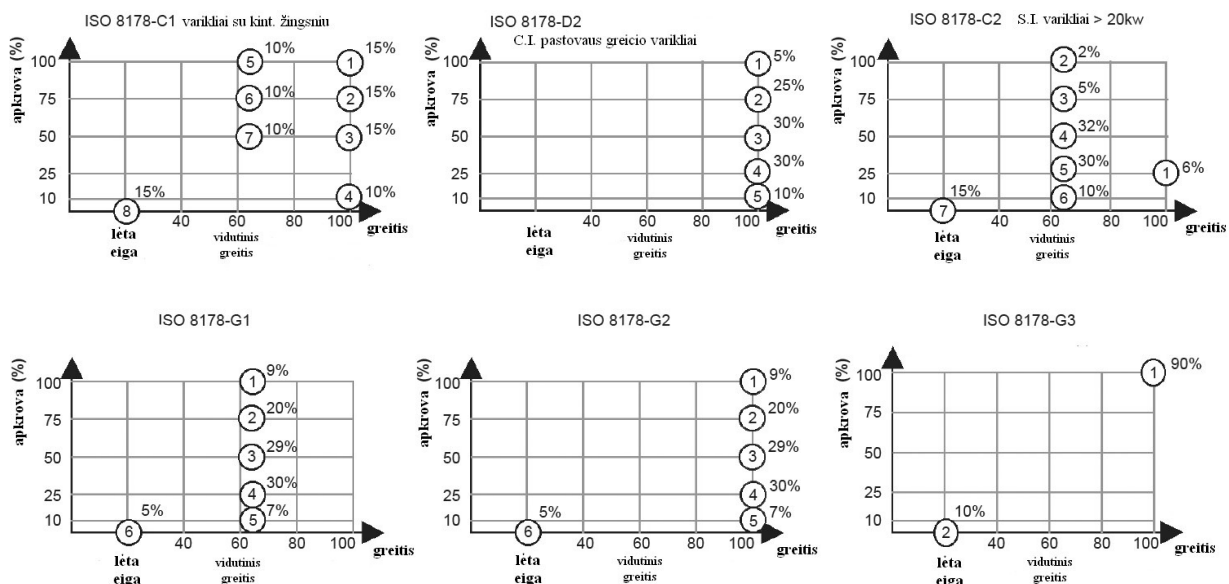 ISO 8178-C1 varikliai su kint. žingsniu
apkrova (%)
100
75
50
25
10
5 10%
1 15%
6 10%
2 15%
7 10%
3 15%
4 10%
8 15%
20 40 60 80 100
greitis
lėta
eiga
vidutinis
greitis
ISO 8178-D2
C.I. pastovaus greicio varikliai
100
75
50
25
10
1 5%
2 25%
3 30%
4 30%
5 10%
20 40 60 80 100
greitis
lėta
eiga
vidutinis
greitis
ISO 8178-C2 S.I. varikliai > 20kw
apkrova (%)
100
75
50
25
10
2 2%
3 5%
4 32%
5 30%
1 6%
6 10%
7 15%
20 40 60 80 100
greitis
lėta
eiga
vidutinis
greitis
ISO 8178-G1
apkrova (%)
100
75
50
25
10
1 9%
2 20%
3 29%
4 30%
5 7%
6 5%
20 40 60 80 100
greitis
lėta
eiga
vidutinis
greitis
ISO 8178-G2
apkrova (%)
100
75
50
25
10
1 9%
2 20%
3 29%
4 30%
5 7%
6 5%
20 40 60 80 100
greitis
lėta
eiga
vidutinis
greitis
ISO 8178-G3
apkrova (%)
100
75
50
25
10
1 90%
2 10%
20 40 60 80 100
greitis
lėta
eiga
vidutinis
greitis